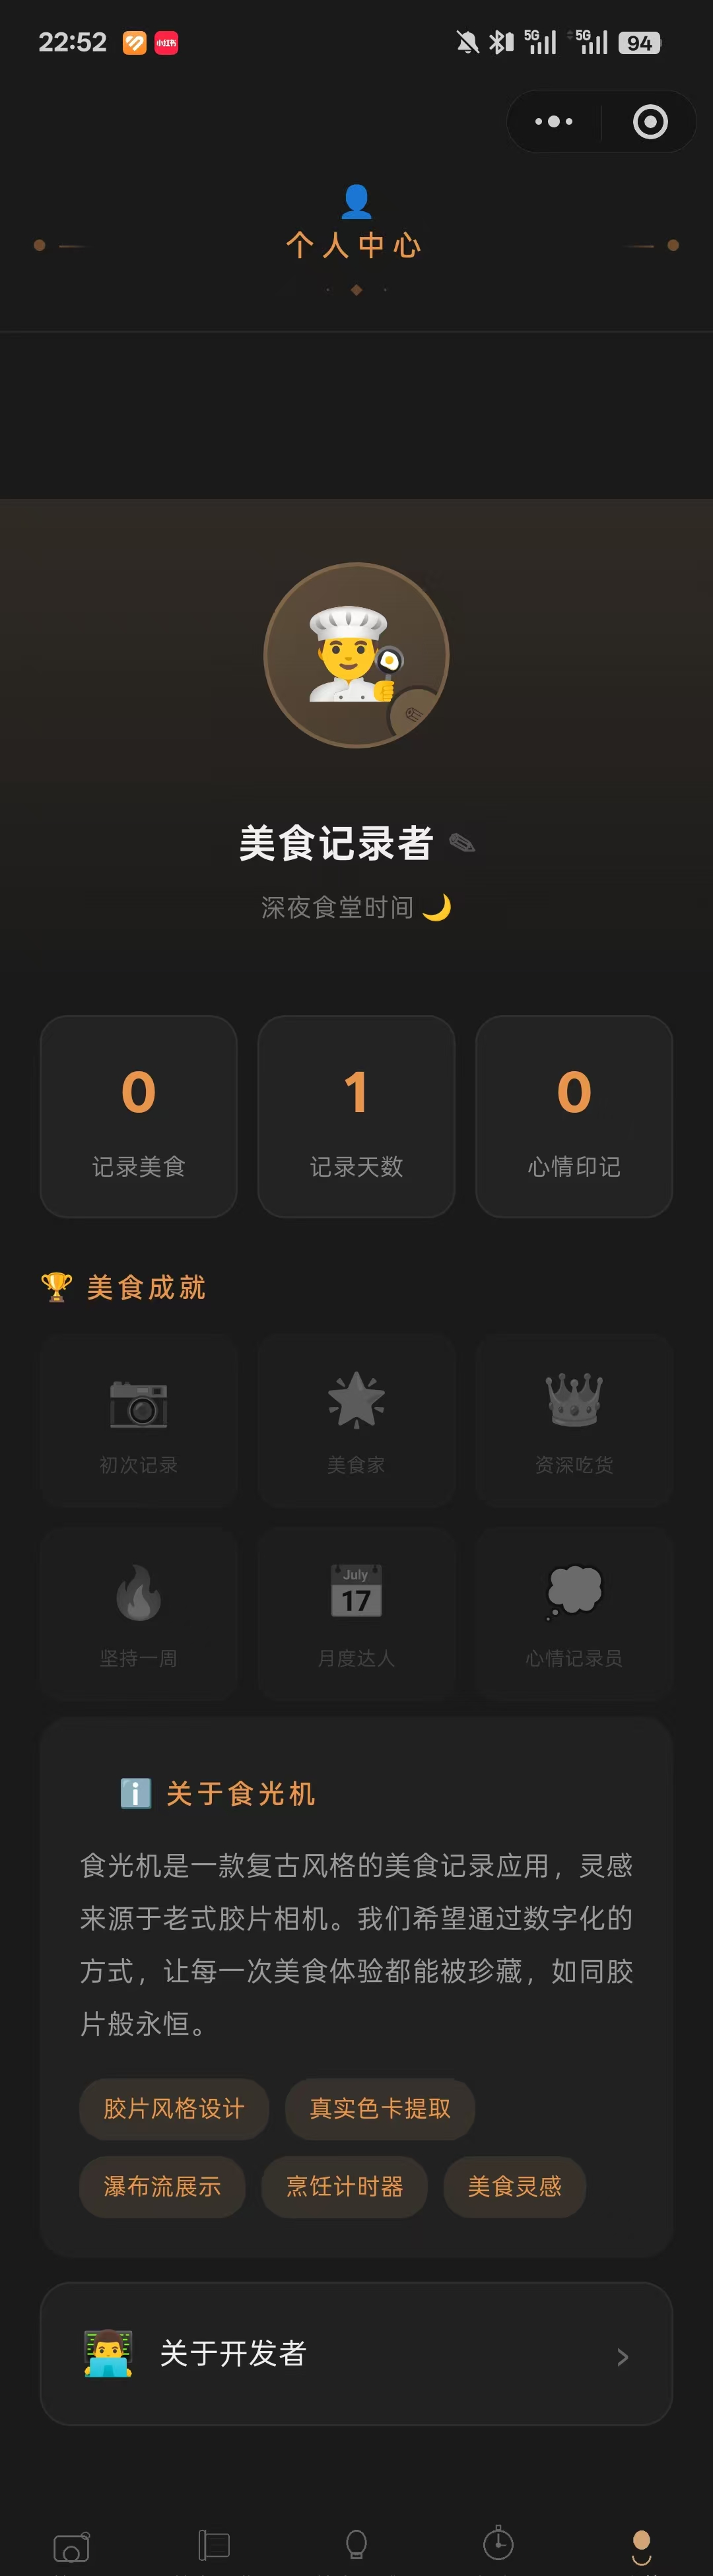 22:52 小红书 5G 5G 94
个人中心
美食记录者
深夜食堂时间
0 1 0
记录美食 记录天数 心情印记
美食成就
初次记录 美食家 资深吃货
July
17
坚持一周 月度达人 心情记录员
关于食光机
食光机是一款复古风格的美食记录应用，灵感
来源于老式胶片相机。我们希望通过数字化的
方式，让每一次美食体验都能被珍藏，如同胶
片般永恒。
胶片风格设计 真实色卡提取
瀑布流展示 烹饪计时器 美食灵感
关于开发者